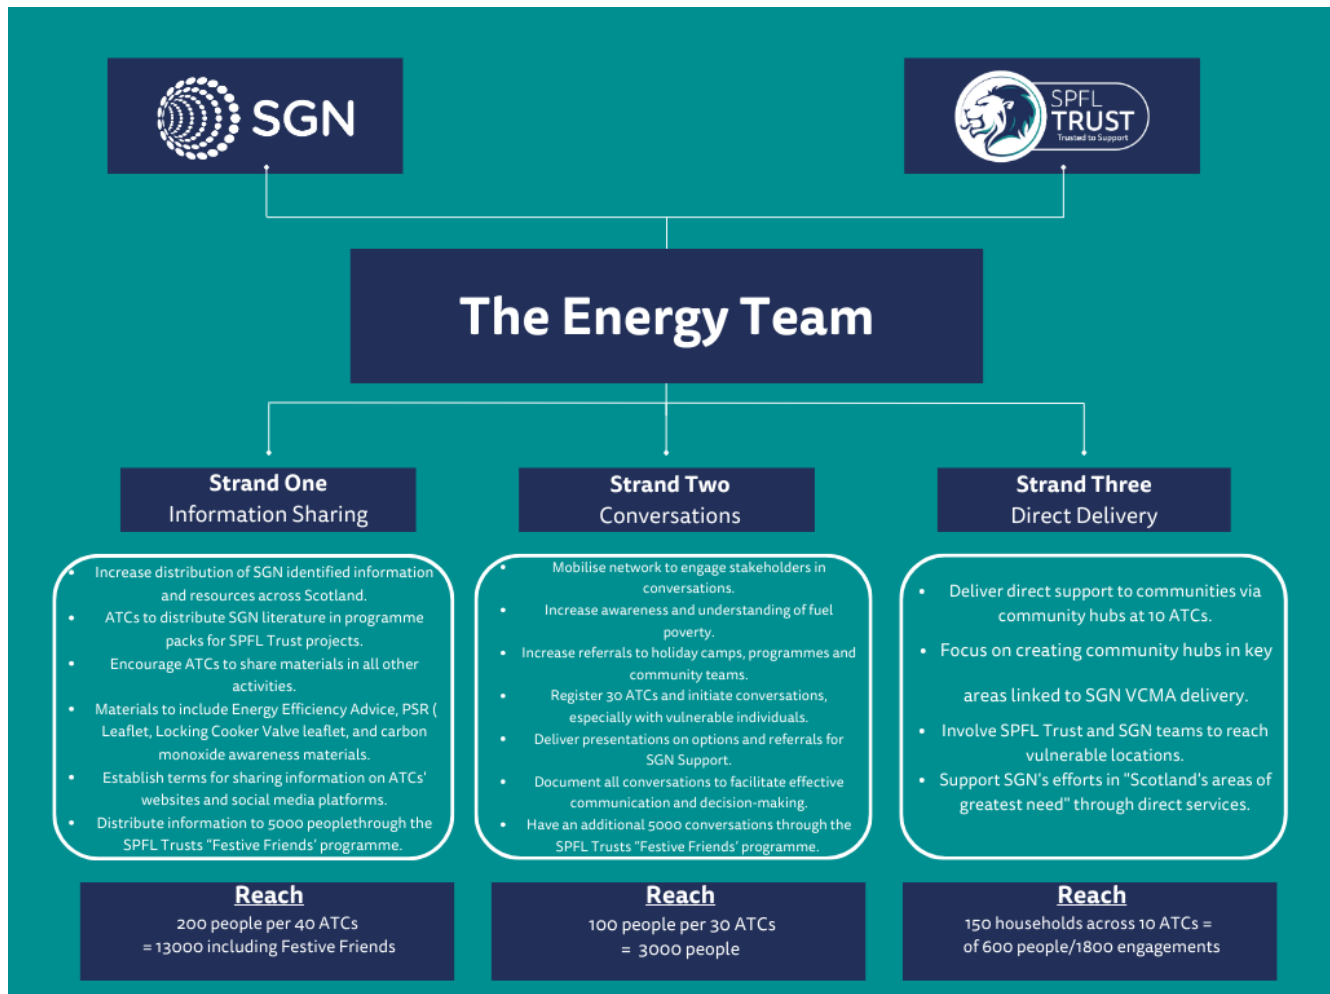 SGN
SPFL
TRUST
Trusted to Support
The Energy Team
Strand One
Information Sharing
• Increase distribution of SGN identified information
and resources across Scotland.
• ATCs to distribute SGN literature in programme
packs for SPFL Trust projects.
• Encourage ATCs to share materials in all other
activities.
• Materials to include Energy Efficiency Advice, PSR (
Leaflet, Locking Cooker Valve leaflet, and carbon
monoxide awareness materials.
• Establish terms for sharing information on ATCs'
websites and social media platforms.
• Distribute information to 5000 peoplethrough the
SPFL Trusts "Festive Friends' programme.
Reach
200 people per 40 ATCs
= 13000 including Festive Friends
Strand Two
Conversations
• Mobilise network to engage stakeholders in
conversations.
• Increase awareness and understanding of fuel
poverty.
• Increase referrals to holiday camps, programmes and
community teams.
• Register 30 ATCs and initiate conversations,
especially with vulnerable individuals.
• Deliver presentations on options and referrals for
SGN Support.
• Document all conversations to facilitate effective
communication and decision-making.
• Have an additional 5000 conversations through the
SPFL Trusts "Festive Friends' programme.
Reach
100 people per 30 ATCs
= 3000 people
Strand Three
Direct Delivery
• Deliver direct support to communities via
community hubs at 10 ATCs.
• Focus on creating community hubs in key
areas linked to SGN VCMA delivery.
• Involve SPFL Trust and SGN teams to reach
vulnerable locations.
• Support SGN's efforts in "Scotland's areas of
greatest need" through direct services.
Reach
150 households across 10 ATCs =
of 600 people/1800 engagements